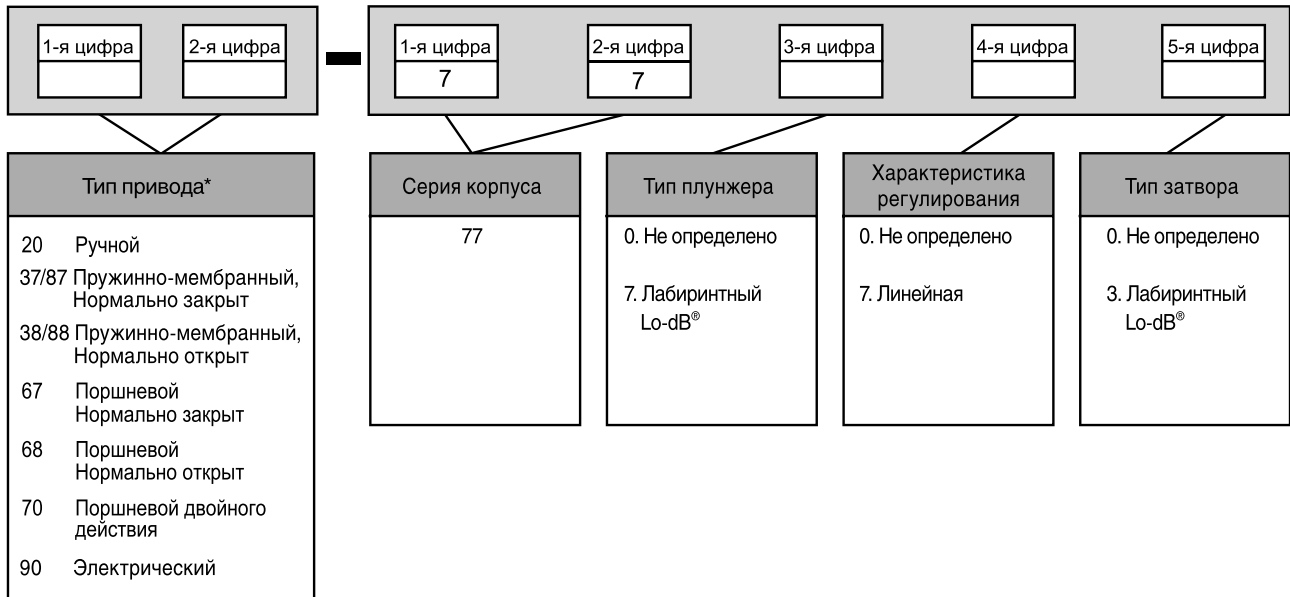 1-я цифра 2-я цифра 1-я цифра 2-я цифра 3-я цифра 4-я цифра 5-я цифра
7 7
Тип привода*
20 Ручной
37/87 Пружинно-мембранный,
Нормально закрыт
38/88 Пружинно-мембранный,
Нормально открыт
67 Поршневой
Нормально закрыт
68 Поршневой
Нормально открыт
70 Поршневой двойного
действия
90 Электрический
Серия корпуса
77
Тип плунжера
0. Не определено
7. Лабиринтный
Lo-dB®
Характеристика
регулирования
0. Не определено
7. Линейная
Тип затвора
0. Не определено
3. Лабиринтный
Lo-dB®